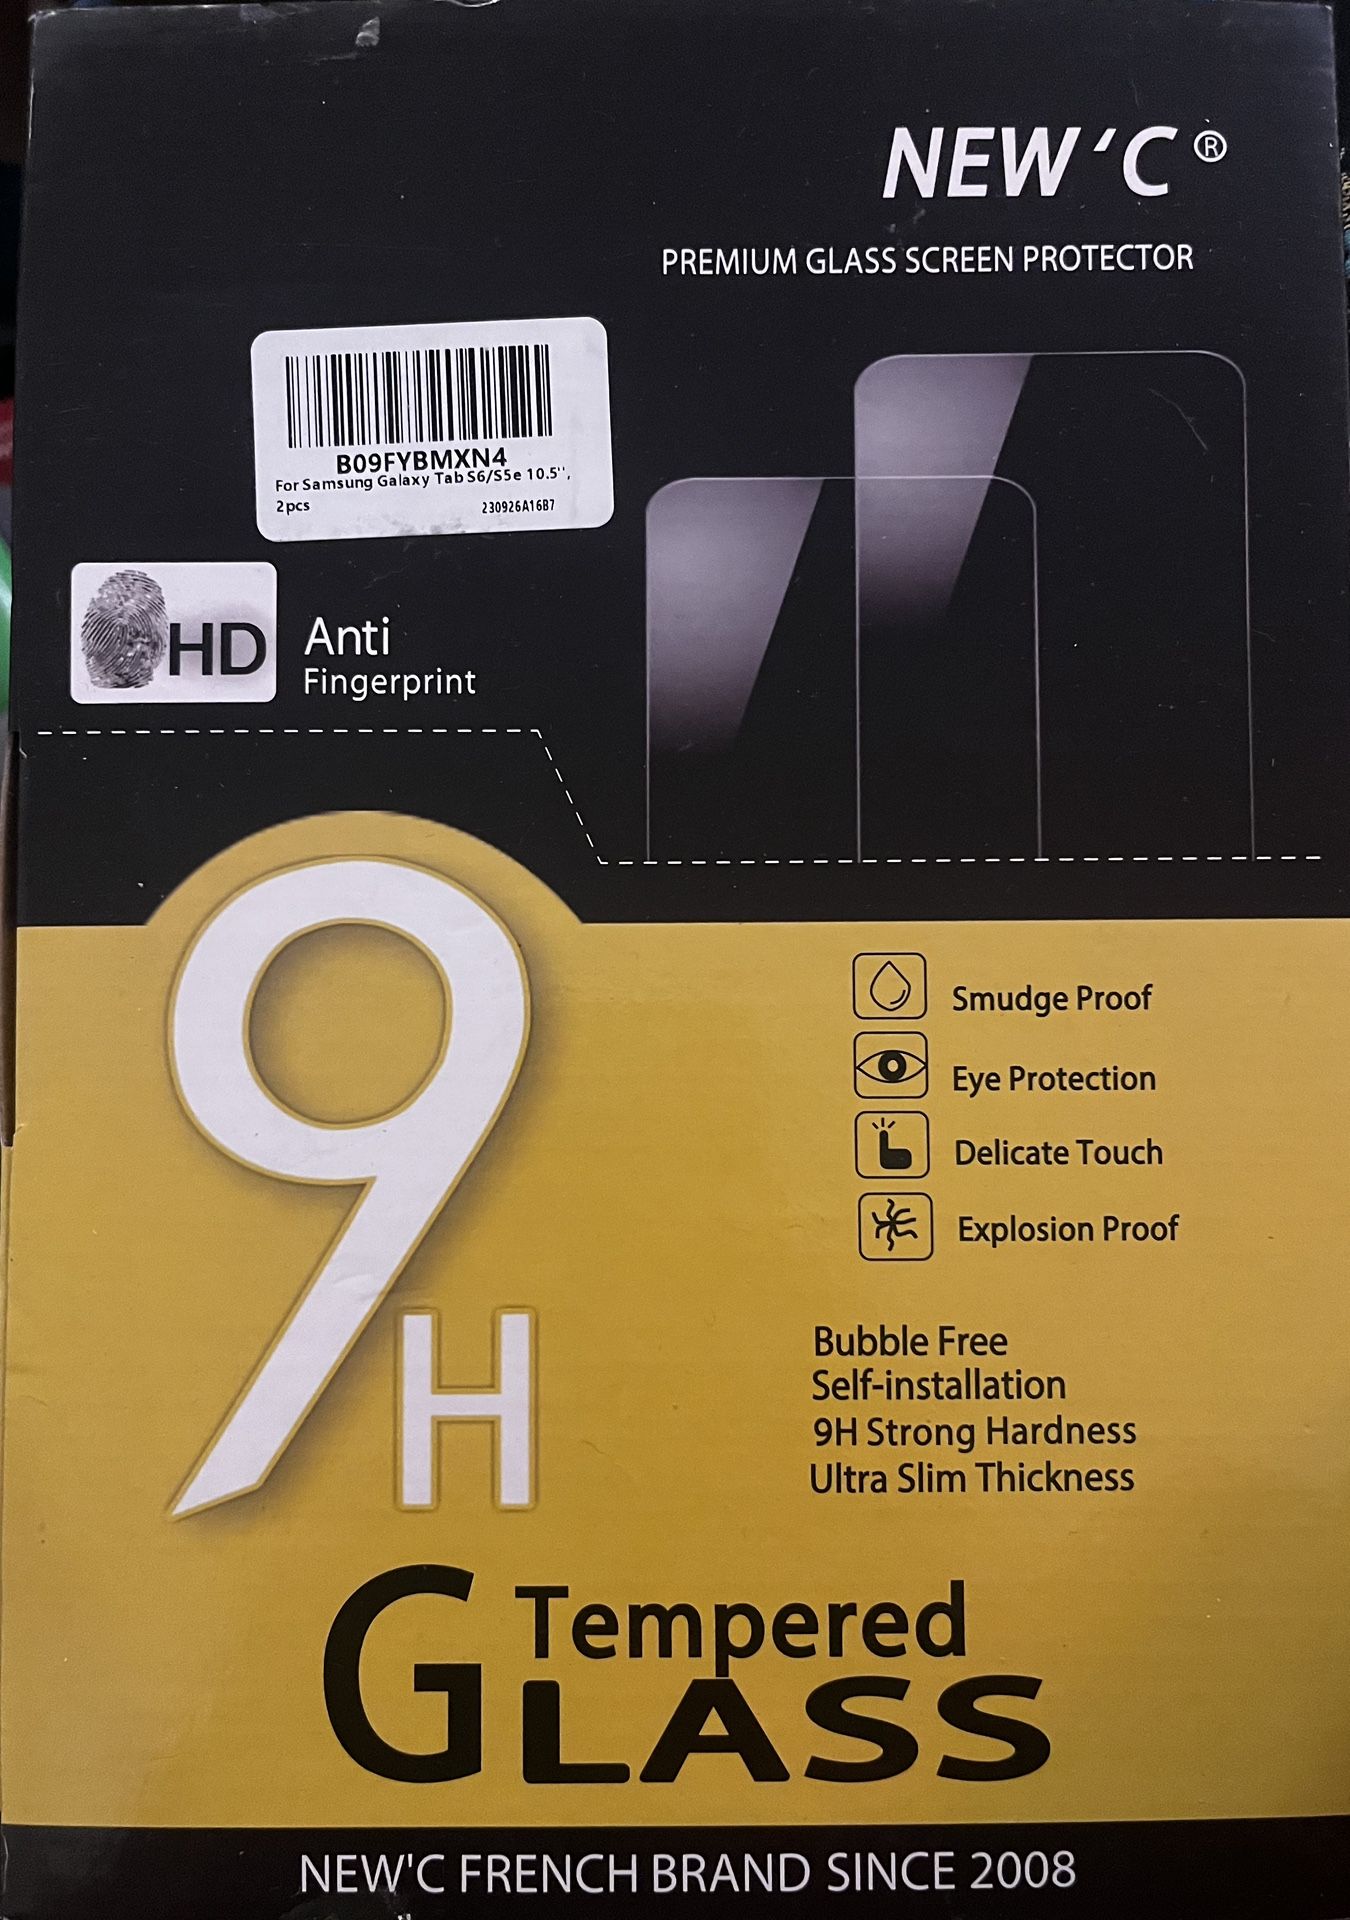 NEW'C®
PREMIUM GLASS SCREEN PROTECTOR
B09FYBMXN4
For Samsung Galaxy Tab S6/S5e 10.5'',
2pcs 230926A16B7
HD
Anti
Fingerprint
9H
Smudge Proof
Eye Protection
Delicate Touch
Explosion Proof
Bubble Free
Self-installation
9H Strong Hardness
Ultra Slim Thickness
Tempered
GLASS
NEW'C FRENCH BRAND SINCE 2008